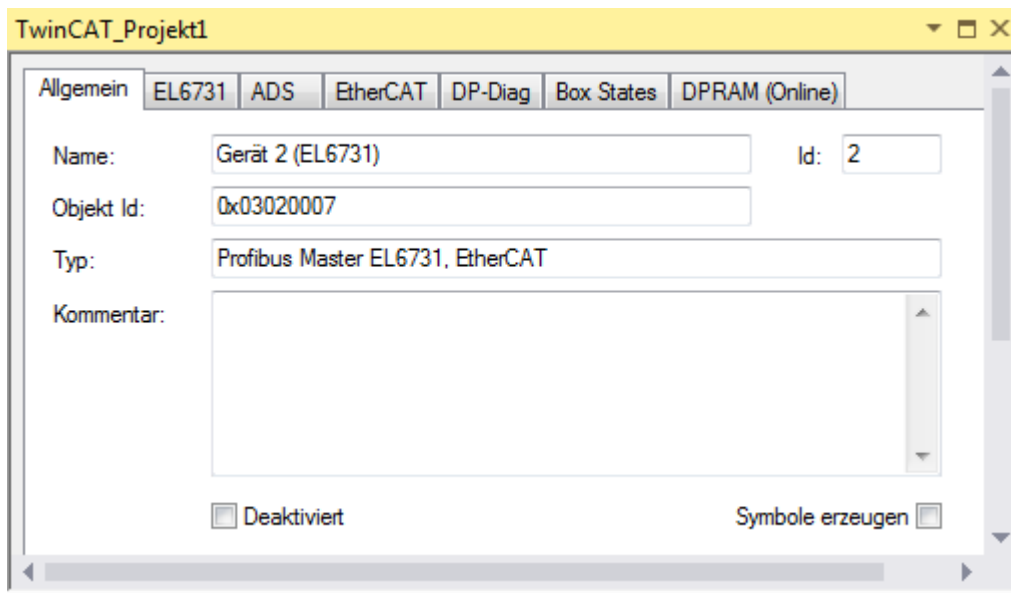 TwinCAT_Projekt1
Allgemein EL6731 ADS EtherCAT DP-Diag Box States DPRAM (Online)
Name: Gerät 2 (EL6731) Id: 2
Objekt Id: 0x03020007
Typ: Profibus Master EL6731, EtherCAT
Kommentar:
Deaktiviert Symbole erzeugen